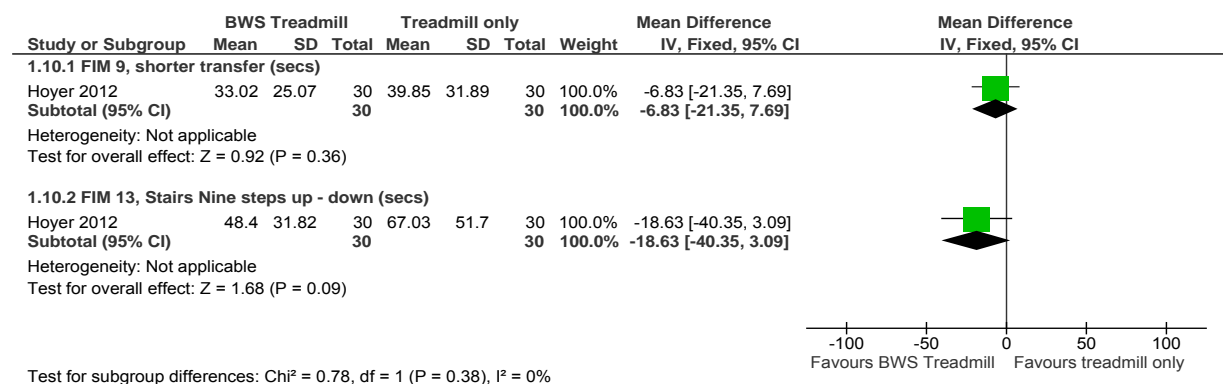 BWS Treadmill Treadmill only Mean Difference Mean Difference
Study or Subgroup Mean SD Total Mean SD Total Weight IV, Fixed, 95% CI IV, Fixed, 95% CI
1.10.1 FIM 9, shorter transfer (secs)
Hoyer 2012 33.02 25.07 30 39.85 31.89 30 100.0% -6.83 [-21.35, 7.69]
Subtotal (95% CI) 30 30 100.0% -6.83 [-21.35, 7.69]
Heterogeneity: Not applicable
Test for overall effect: Z = 0.92 (P = 0.36)
1.10.2 FIM 13, Stairs Nine steps up - down (secs)
Hoyer 2012 48.4 31.82 30 67.03 51.7 30 100.0% -18.63 [-40.35, 3.09]
Subtotal (95% CI) 30 30 100.0% -18.63 [-40.35, 3.09]
Heterogeneity: Not applicable
Test for overall effect: Z = 1.68 (P = 0.09)
-100 -50 0 50 100
Favours BWS Treadmill Favours treadmill only
Test for subgroup differences: Chi² = 0.78, df = 1 (P = 0.38), I² = 0%